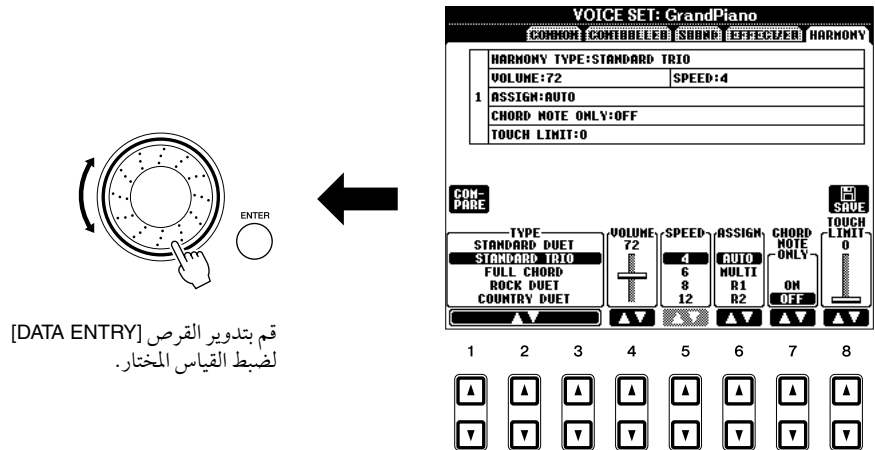 VOICE SET: GrandPiano
COMMON CONTROLLER SOUND EFFECT/EQ HARMONY
HARMONY TYPE:STANDARD TRIO
VOLUME:72 SPEED:4
1 ASSIGN:AUTO
CHORD NOTE ONLY:OFF
TOUCH LIMIT:0
ENTER
COM-
PARE
SAVE
TYPE
STANDARD DUET
STANDARD TRIO
FULL CHORD
ROCK DUET
COUNTRY DUET
VOLUME
72
SPEED
4
6
8
12
ASSIGN
AUTO
MULTI
R1
R2
CHORD
NOTE
ONLY
ON
OFF
TOUCH
LIMIT
0
1 2 3 4 5 6 7 8
قم بتدوير القرص [DATA ENTRY]
لضبط القياس المختار.